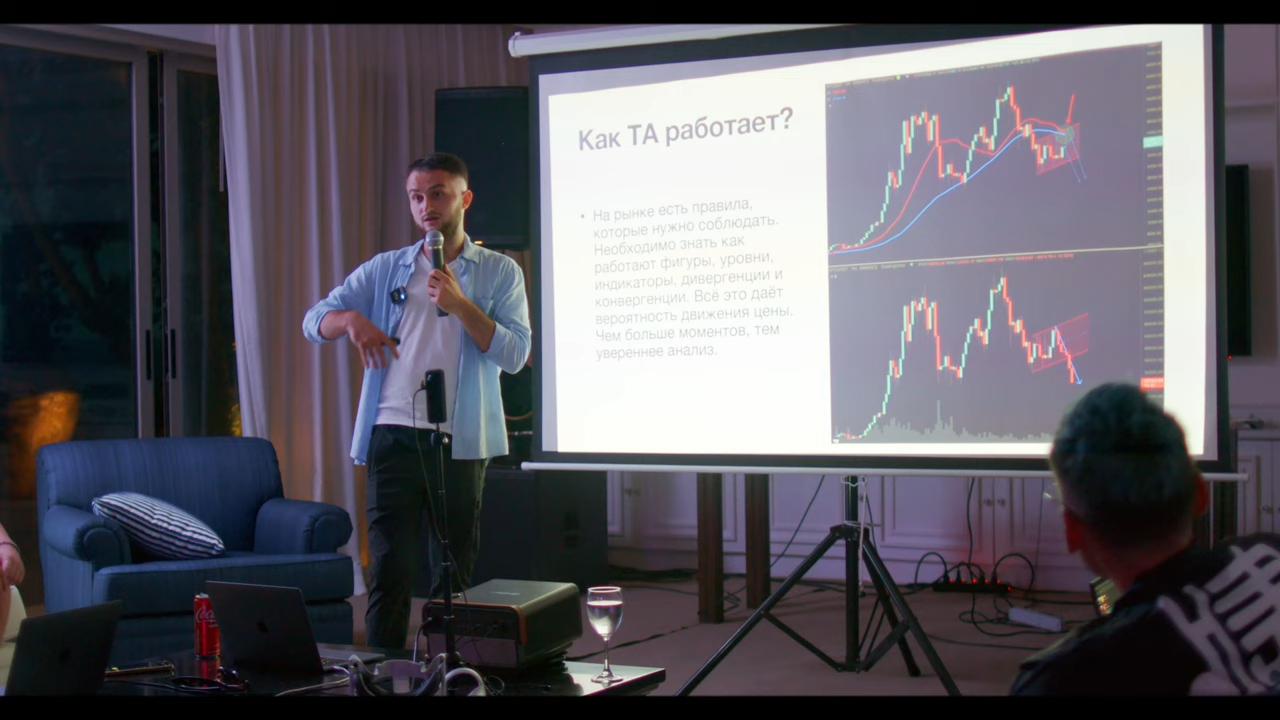 Как ТА работает?
• На рынке есть правила,
которые нужно соблюдать.
Необходимо знать как
работают фигуры, уровни,
индикаторы, дивергенции и
конвергенции. Всё это даёт
вероятность движения цены.
Чем больше моментов, тем
увереннее анализ.